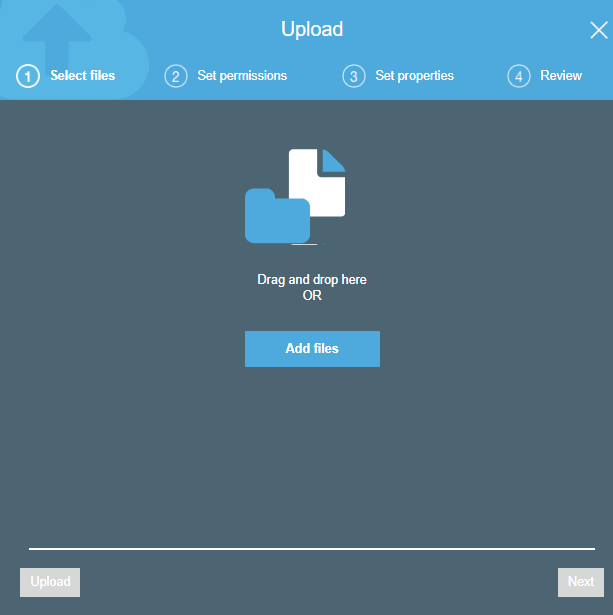 Upload
1 Select files
2 Set permissions
3 Set properties
4 Review
Drag and drop here
OR
Add files
Upload
Next